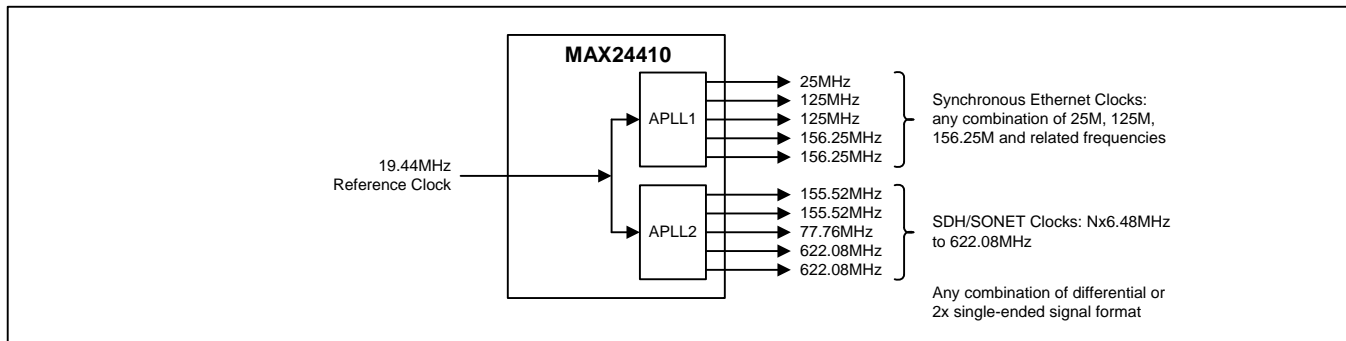 MAX24410
19.44MHz
Reference Clock
APLL1
25MHz
125MHz
125MHz
156.25MHz
156.25MHz
Synchronous Ethernet Clocks:
any combination of 25M, 125M,
156.25M and related frequencies
APLL2
155.52MHz
155.52MHz
77.76MHz
622.08MHz
622.08MHz
SDH/SONET Clocks: Nx6.48MHz
to 622.08MHz
Any combination of differential or
2x single-ended signal format